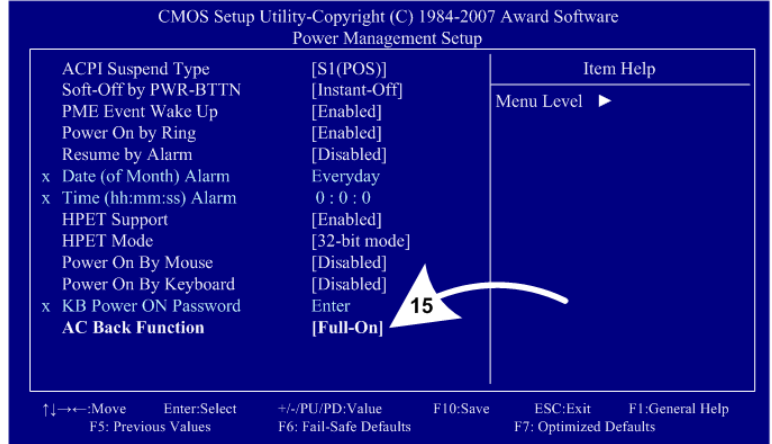 CMOS Setup Utility-Copyright (C) 1984-2007 Award Software
Power Management Setup
ACPI Suspend Type [S1(POS)] Item Help
Soft-Off by PWR-BTTN [Instant-Off]
PME Event Wake Up [Enabled] Menu Level ►
Power On by Ring [Enabled]
Resume by Alarm [Disabled]
x Date (of Month) Alarm Everyday
x Time (hh:mm:ss) Alarm 0 : 0 : 0
HPET Support [Enabled]
HPET Mode [32-bit mode]
Power On By Mouse [Disabled]
Power On By Keyboard [Disabled]
x KB Power ON Password Enter 15
AC Back Function [Full-On]
↑↓→←:Move Enter:Select +/-/PU/PD:Value F10:Save ESC:Exit F1:General Help
F5: Previous Values F6: Fail-Safe Defaults F7: Optimized Defaults